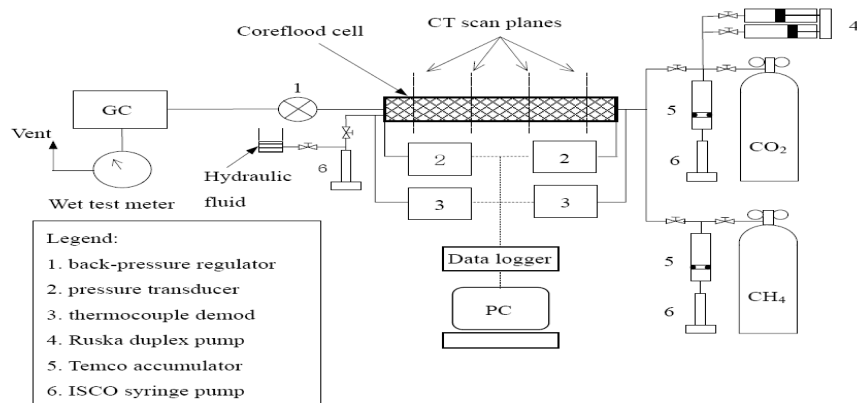 CT scan planes
Coreflood cell
4
1
GC
5
CO2
Vent
2
2
6
6
Hydraulic
fluid
3
3
Wet test meter
Legend:
1. back-pressure regulator
2. pressure transducer
3. thermocouple demod
4. Ruska duplex pump
5. Temco accumulator
6. ISCO syringe pump
Data logger
PC
5
CH4
6